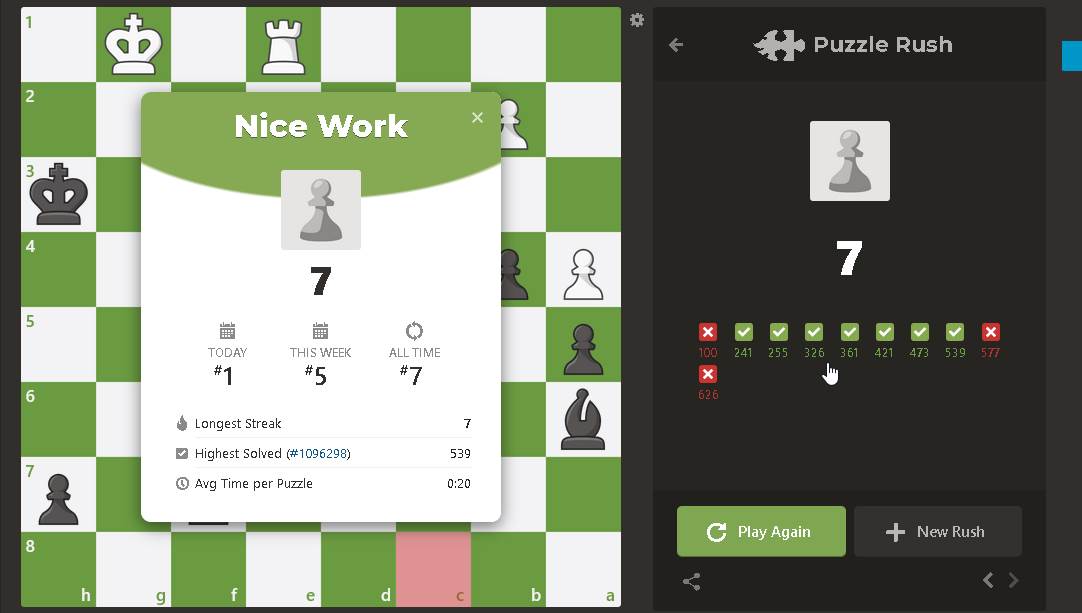 Puzzle Rush
Nice Work
7
TODAY THIS WEEK ALL TIME
#1 #5 #7
Longest Streak 7
Highest Solved (#1096298) 539
Avg Time per Puzzle 0:20
7
100 241 255 326 361 421 473 539 577
626
Play Again
New Rush
1
2
3
4
5
6
7
8
h g f e d c b a